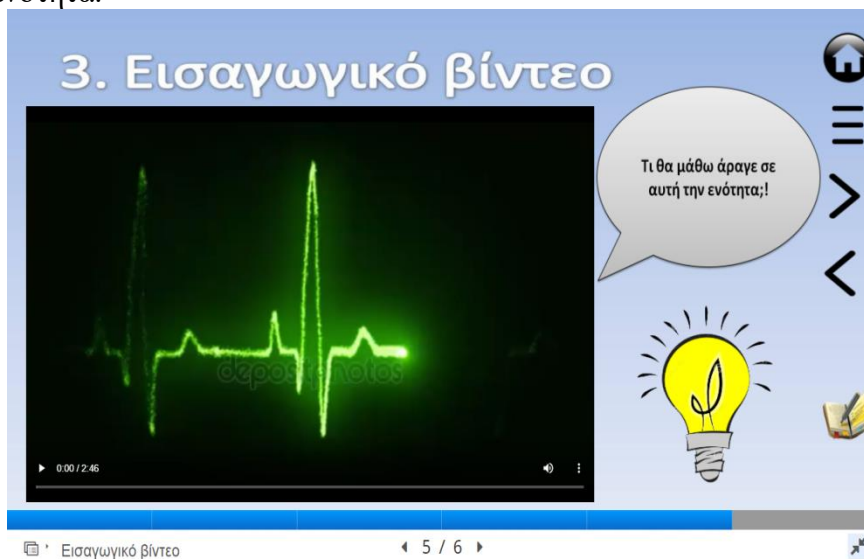 3. Εισαγωγικό βίντεο
Τι θα μάθω άραγε σε
αυτή την ενότητα;!
depositphotos
0:00 / 2:46
Εισαγωγικό βίντεο
5 / 6